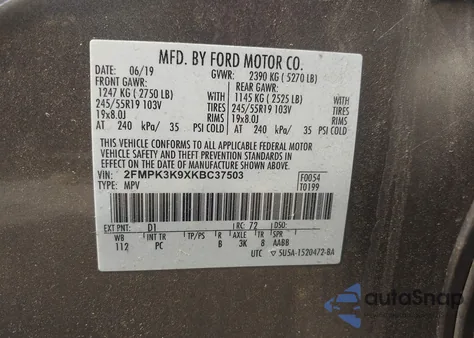 MFD. BY FORD MOTOR CO.
DATE: 06/19 GVWR: 2390 KG ( 5270 LB)
FRONT GAWR: REAR GAWR:
1247 KG ( 2750 LB) 1145 KG ( 2525 LB)
WITH WITH
245/55R19 103V TIRES 245/55R19 103V TIRES
19x8.0J RIMS 19x8.0J RIMS
AT 240 kPa/ 35 PSI COLD AT 240 kPa/ 35 PSI COLD
THIS VEHICLE CONFORMS TO ALL APPLICABLE FEDERAL MOTOR
VEHICLE SAFETY AND THEFT PREVENTION STANDARDS IN
EFFECT ON THE DATE OF MANUFACTURE SHOWN ABOVE.
VIN: 2FMPK3K9XKBC37503 F0054
TYPE: MPV T0199
EXT PNT: D1 RC: 72 DSO:
WB INT TR TP/PS R AXLE TR SPR
112 PC B 3K 8 AABB
UTC ▽ 5U5A-1520472-BA
autoSnap